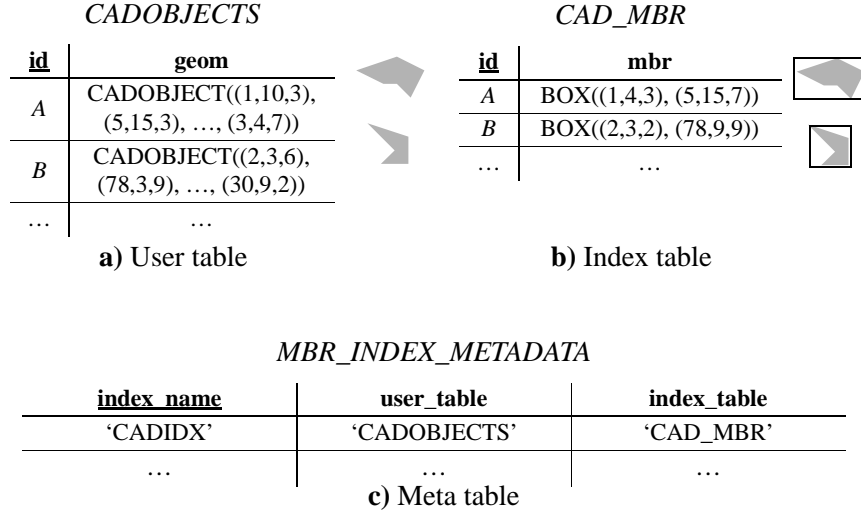 CADOBJECTS
id geom
A CADOBJECT((1,10,3),
(5,15,3), …, (3,4,7))
B CADOBJECT((2,3,6),
(78,3,9), …, (30,9,2))
… …
a) User table
CAD_MBR
id mbr
A BOX((1,4,3), (5,15,7))
B BOX((2,3,2), (78,9,9))
… …
b) Index table
MBR_INDEX_METADATA
index_name user_table index_table
‘CADIDX’ ‘CADOBJECTS’ ‘CAD_MBR’
… … …
c) Meta table